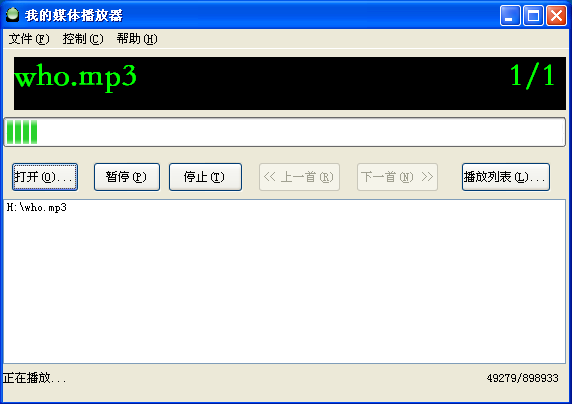 我的媒体播放器
文件(F) 控制(C) 帮助(H)
who.mp3 1/1
打开(O)... 暂停(P) 停止(T) << 上一首(R) 下一首(N) >> 播放列表(L)...
H:\who.mp3
正在播放... 49279/898933